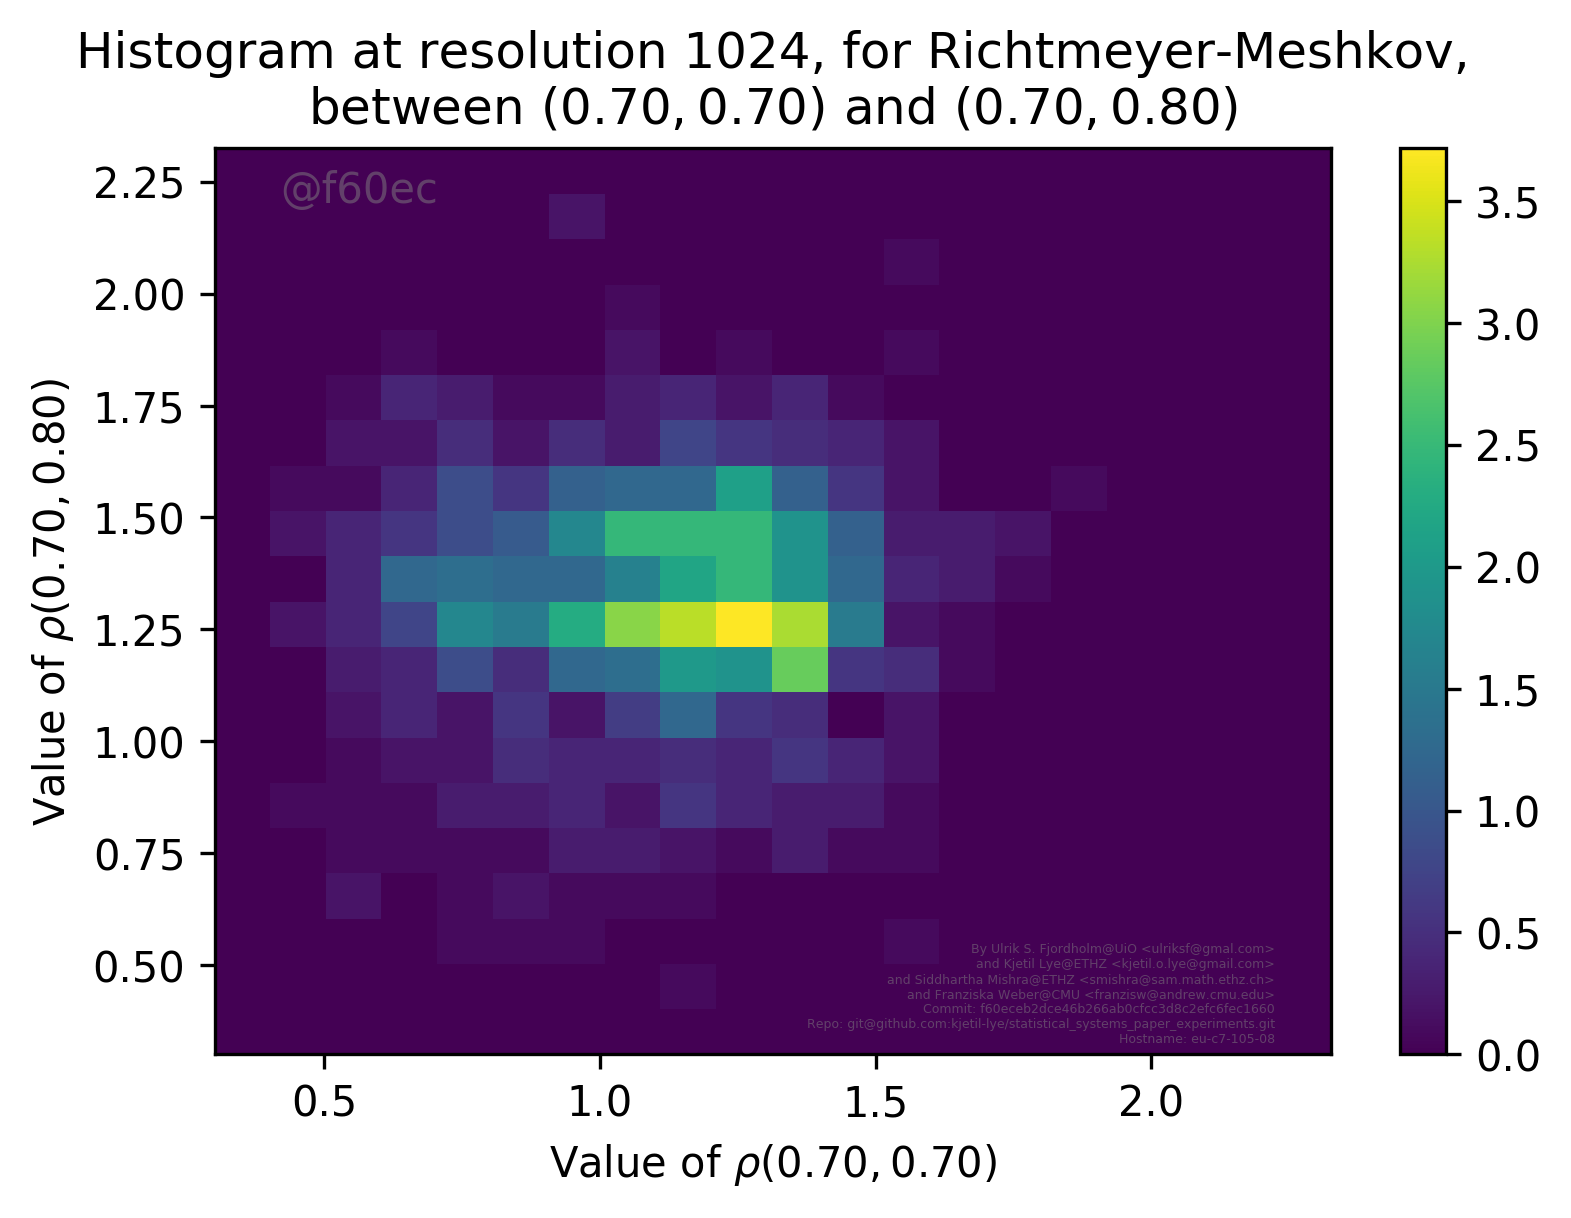 Histogram at resolution 1024, for Richtmeyer-Meshkov,
between (0.70, 0.70) and (0.70, 0.80)
@f60ec
2.25
2.00
1.75
1.50
1.25
1.00
0.75
0.50
Value of ρ(0.70, 0.80)
0.5
1.0
1.5
2.0
Value of ρ(0.70, 0.70)
3.5
3.0
2.5
2.0
1.5
1.0
0.5
0.0
By Ulrik S. Fjordholm@UiO <ulriksf@gmal.com>
and Kjetil Lye@ETHZ <kjetil.o.lye@gmail.com>
and Siddhartha Mishra@ETHZ <smishra@sam.math.ethz.ch>
and Franziska Weber@CMU <franzisw@andrew.cmu.edu>
Commit: f60eceb2dce46b266ab0cfcc3d8c2efc6fec1660
Repo: git@github.com:kjetil-lye/statistical_systems_paper_experiments.git
Hostname: eu-c7-105-08